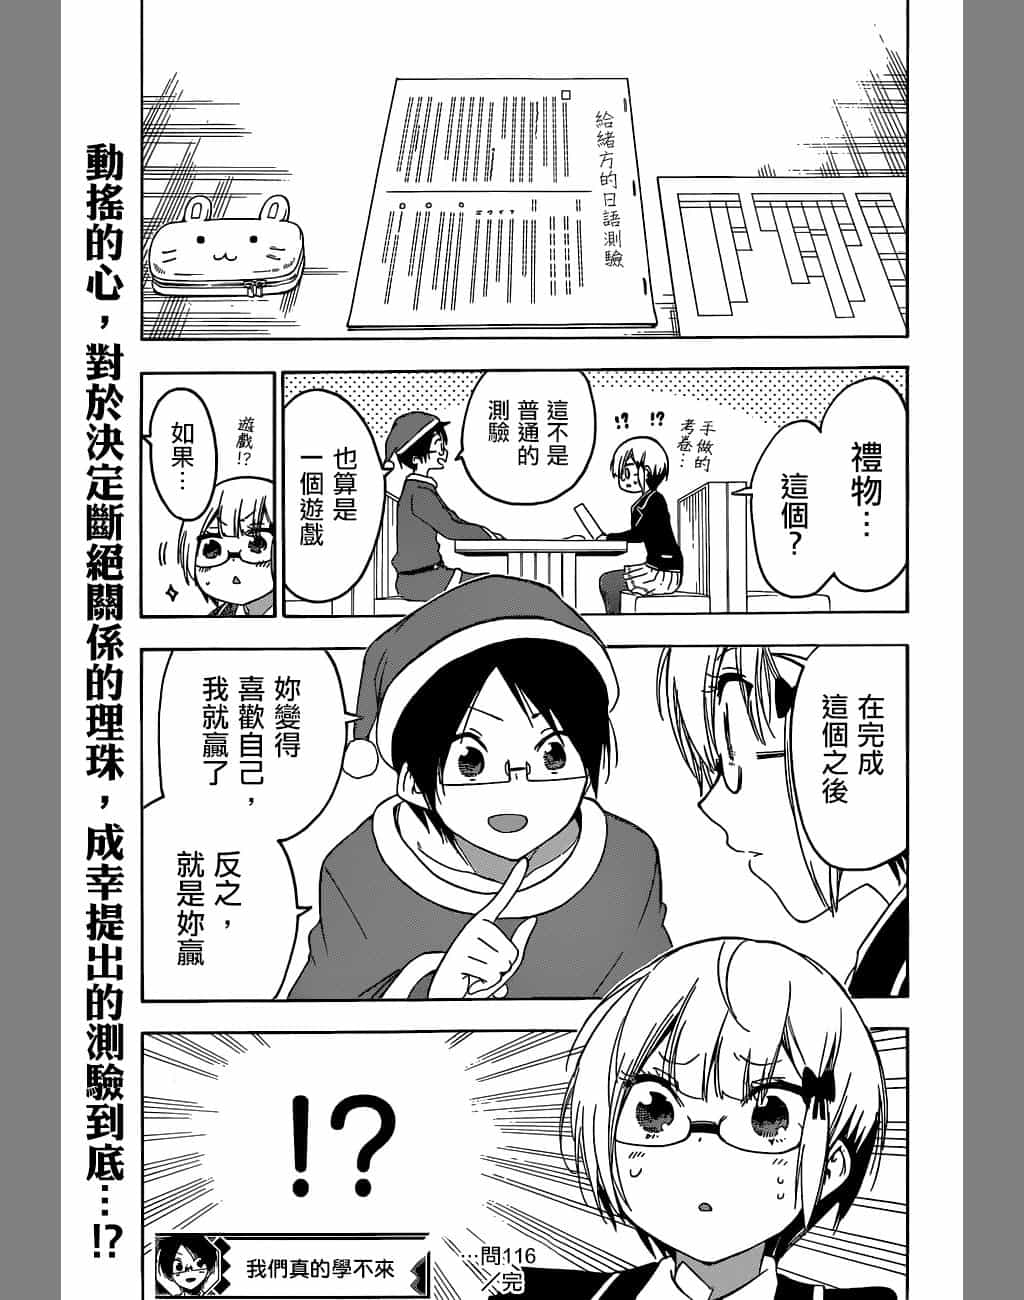 給緒方的日語測驗
禮物…
這個？
手做的
考卷…
!?
!?
這不是
普通的
測驗
也算是
一個遊戲
遊戲!?
如果…
在完成
這個之後
妳變得
喜歡自己，
我就贏了
反之，
就是妳贏
!?
動搖的心，對於決定斷絕關係的理珠，成幸提出的測驗到底…!?
我們真的學不來
…問116
／完